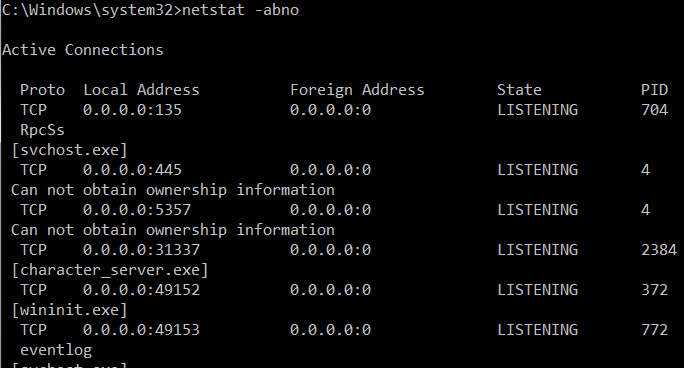 C:\Windows\system32>netstat -abno
Active Connections
Proto Local Address Foreign Address State PID
TCP 0.0.0.0:135 0.0.0.0:0 LISTENING 704
RpcSs
[svchost.exe]
TCP 0.0.0.0:445 0.0.0.0:0 LISTENING 4
Can not obtain ownership information
TCP 0.0.0.0:5357 0.0.0.0:0 LISTENING 4
Can not obtain ownership information
TCP 0.0.0.0:31337 0.0.0.0:0 LISTENING 2384
[character_server.exe]
TCP 0.0.0.0:49152 0.0.0.0:0 LISTENING 372
[wininit.exe]
TCP 0.0.0.0:49153 0.0.0.0:0 LISTENING 772
eventlog